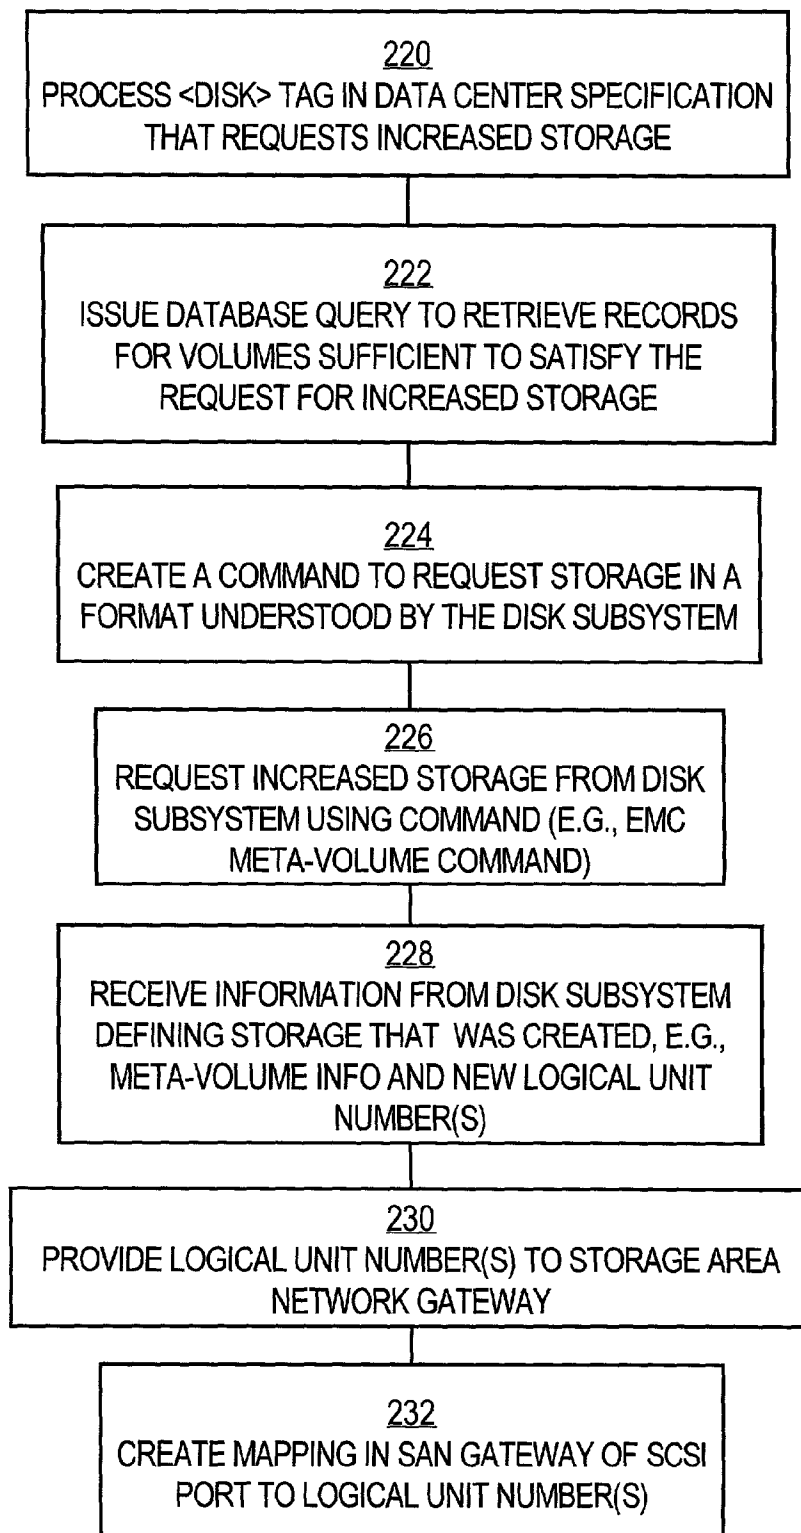 220
PROCESS <DISK> TAG IN DATA CENTER SPECIFICATION
THAT REQUESTS INCREASED STORAGE
222
ISSUE DATABASE QUERY TO RETRIEVE RECORDS
FOR VOLUMES SUFFICIENT TO SATISFY THE
REQUEST FOR INCREASED STORAGE
224
CREATE A COMMAND TO REQUEST STORAGE IN A
FORMAT UNDERSTOOD BY THE DISK SUBSYSTEM
226
REQUEST INCREASED STORAGE FROM DISK
SUBSYSTEM USING COMMAND (E.G., EMC
META-VOLUME COMMAND)
228
RECEIVE INFORMATION FROM DISK SUBSYSTEM
DEFINING STORAGE THAT WAS CREATED, E.G.,
META-VOLUME INFO AND NEW LOGICAL UNIT
NUMBER(S)
230
PROVIDE LOGICAL UNIT NUMBER(S) TO STORAGE AREA
NETWORK GATEWAY
232
CREATE MAPPING IN SAN GATEWAY OF SCSI
PORT TO LOGICAL UNIT NUMBER(S)